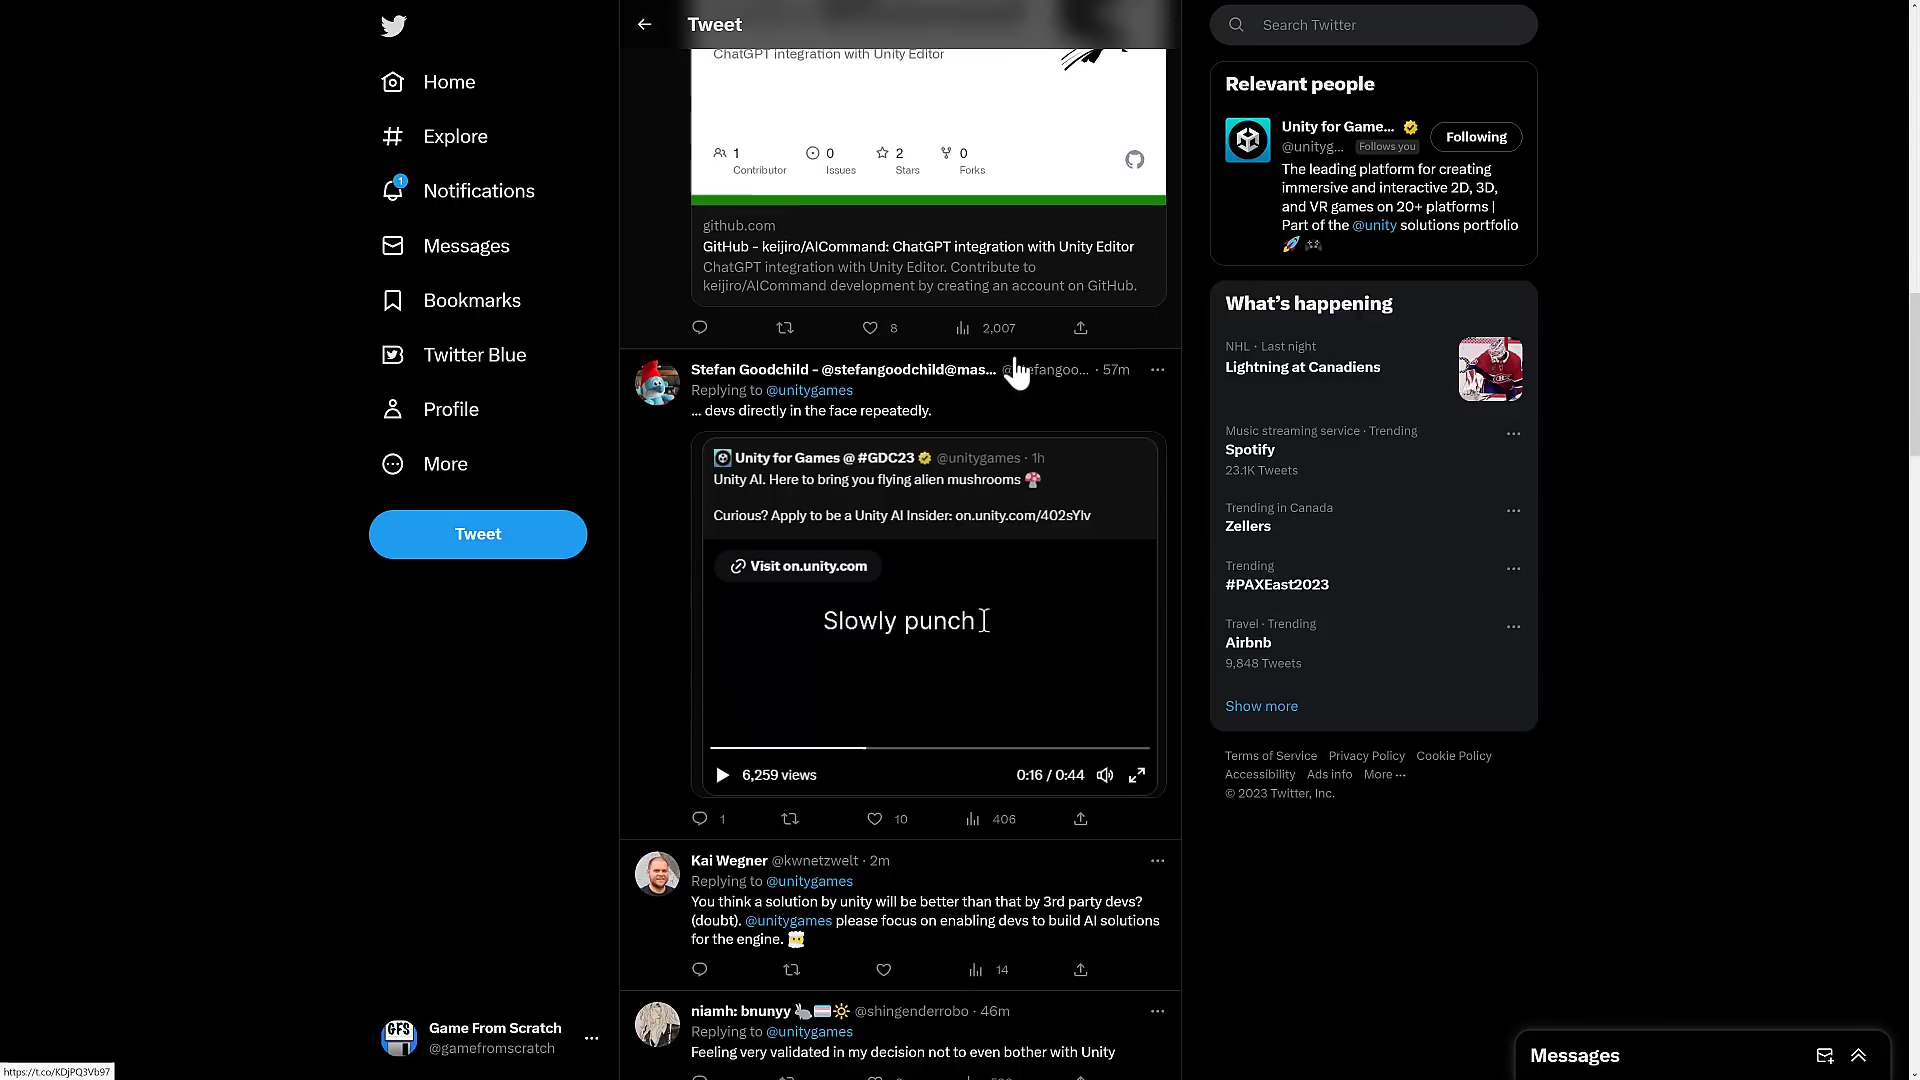 Home
Explore
1
Notifications
Messages
Bookmarks
Twitter Blue
Profile
More
Tweet
Game From Scratch
@gamefromscratch
https://t.co/KDjPQ3Vb97
Tweet
ChatGPT integration with Unity Editor
1 Contributor
0 Issues
2 Stars
0 Forks
github.com
GitHub - keijiro/AICommand: ChatGPT integration with Unity Editor
ChatGPT integration with Unity Editor. Contribute to
keijiro/AICommand development by creating an account on GitHub.
8 2,007
Stefan Goodchild - @stefangoodchild@mas... · 57m
Replying to @unitygames
... devs directly in the face repeatedly.
Unity for Games @ #GDC23 @unitygames · 1h
Unity AI. Here to bring you flying alien mushrooms 🍄
Curious? Apply to be a Unity AI Insider: on.unity.com/402sYlv
Visit on.unity.com
Slowly punch
6,259 views 0:16 / 0:44
1 10 406
Kai Wegner @kwnetzwelt · 2m
Replying to @unitygames
You think a solution by unity will be better than that by 3rd party devs?
(doubt). @unitygames please focus on enabling devs to build AI solutions
for the engine.
14
niamh: bnunyy @shingenderrobo · 46m
Replying to @unitygames
Feeling very validated in my decision not to even bother with Unity
Search Twitter
Relevant people
Unity for Game...
@unityg... Follows you
Following
The leading platform for creating
immersive and interactive 2D, 3D,
and VR games on 20+ platforms |
Part of the @unity solutions portfolio
🚀 🎮
What's happening
NHL · Last night
Lightning at Canadiens
Music streaming service · Trending
Spotify
23.1K Tweets
Trending in Canada
Zellers
Trending
#PAXEast2023
Travel · Trending
Airbnb
9,848 Tweets
Show more
Terms of Service Privacy Policy Cookie Policy
Accessibility Ads info More ...
© 2023 Twitter, Inc.
Messages
GFS